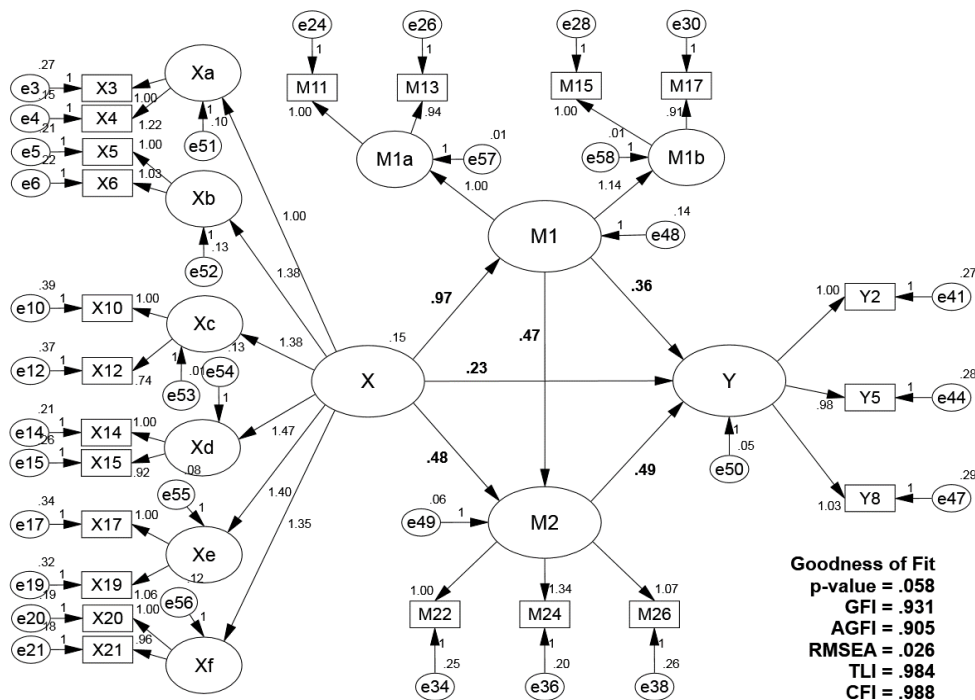 e24
e26
e28
e30
1
1
1
1
M11
M13
M15
M17
1.00
.94
1.00
.91
.27
e3
1
X3
1.00
Xa
.15
e4
1
X4
1.22
1
.10
e51
.21
e5
1
X5
1.00
.22
e6
1
X6
1.03
Xb
1
.13
e52
M1a
1
.01
e57
.01
e58
1
M1b
1.00
1.14
M1
1
.14
e48
1.00
1.38
.97
.47
.36
.39
e10
1
X10
1.00
Xc
1.38
.37
e12
1
X12
.74
1
.01
e53
.13
e54
1
.15
X
.23
Y
1
.05
e50
1.00
Y2
1
.27
e41
.98
Y5
1
.28
e44
1.03
Y8
1
.29
e47
.21
e14
1
X14
1.00
Xd
1.47
.26
e15
1
X15
.92
.08
e55
1
1.40
1.35
.48
.49
.34
e17
1
X17
1.00
Xe
.32
e19
1
X19
1.06
.12
e56
1
.19
e20
1
X20
1.00
Xf
.18
e21
1
X21
.96
.06
e49
1
M2
1.00
1.34
1.07
M22
M24
M26
1
1
1
.25
.20
.26
e34
e36
e38
Goodness of Fit
p-value = .058
GFI = .931
AGFI = .905
RMSEA = .026
TLI = .984
CFI = .988